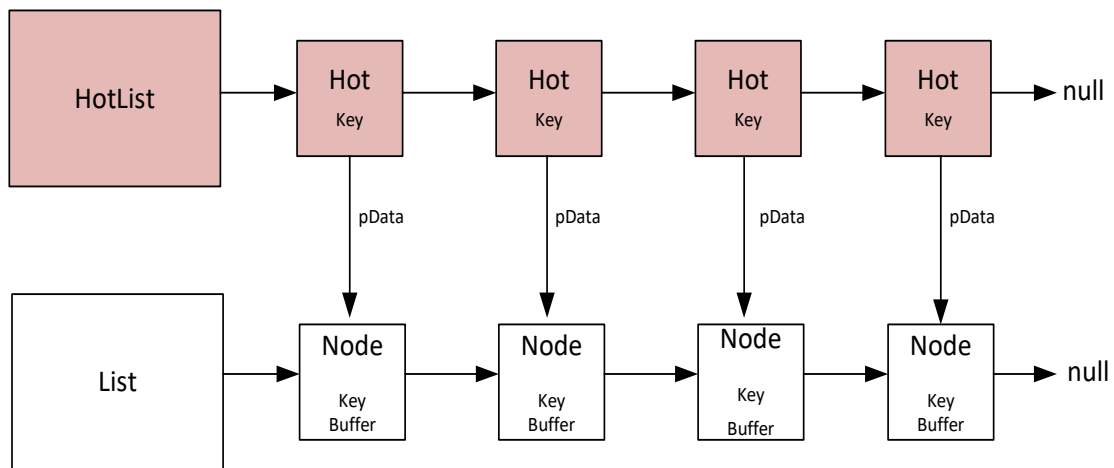 HotList
Hot
Key
Hot
Key
Hot
Key
Hot
Key
null
pData
pData
pData
pData
List
Node
Key
Buffer
Node
Key
Buffer
Node
Key
Buffer
Node
Key
Buffer
null